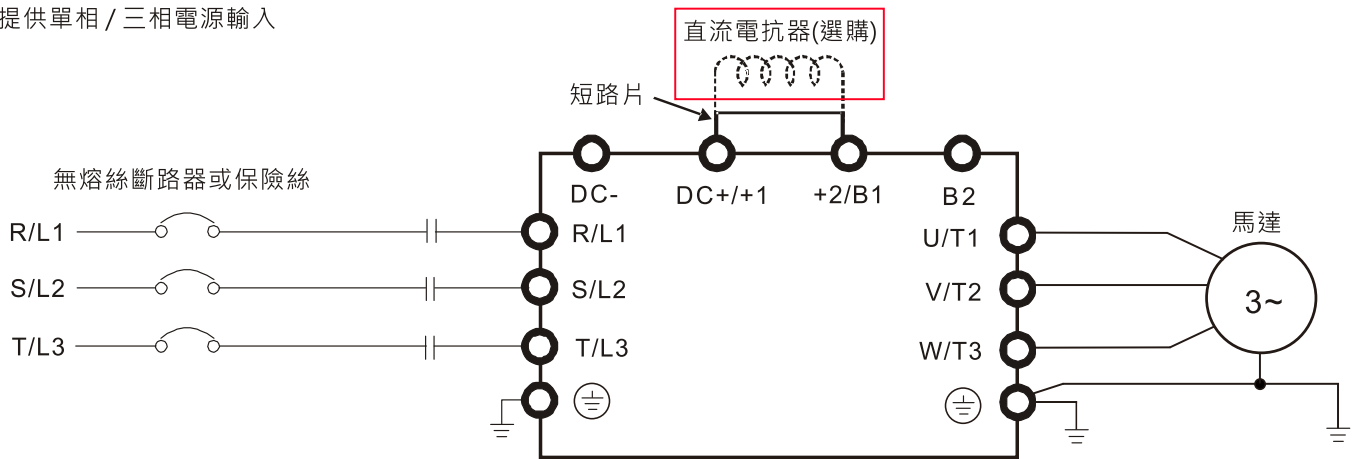 提供單相 / 三相電源輸入
直流電抗器(選購)
短路片
無熔絲斷路器或保險絲
DC-
DC+/+1
+2/B1
B2
馬達
R/L1
R/L1
U/T1
S/L2
S/L2
V/T2
3~
T/L3
T/L3
W/T3